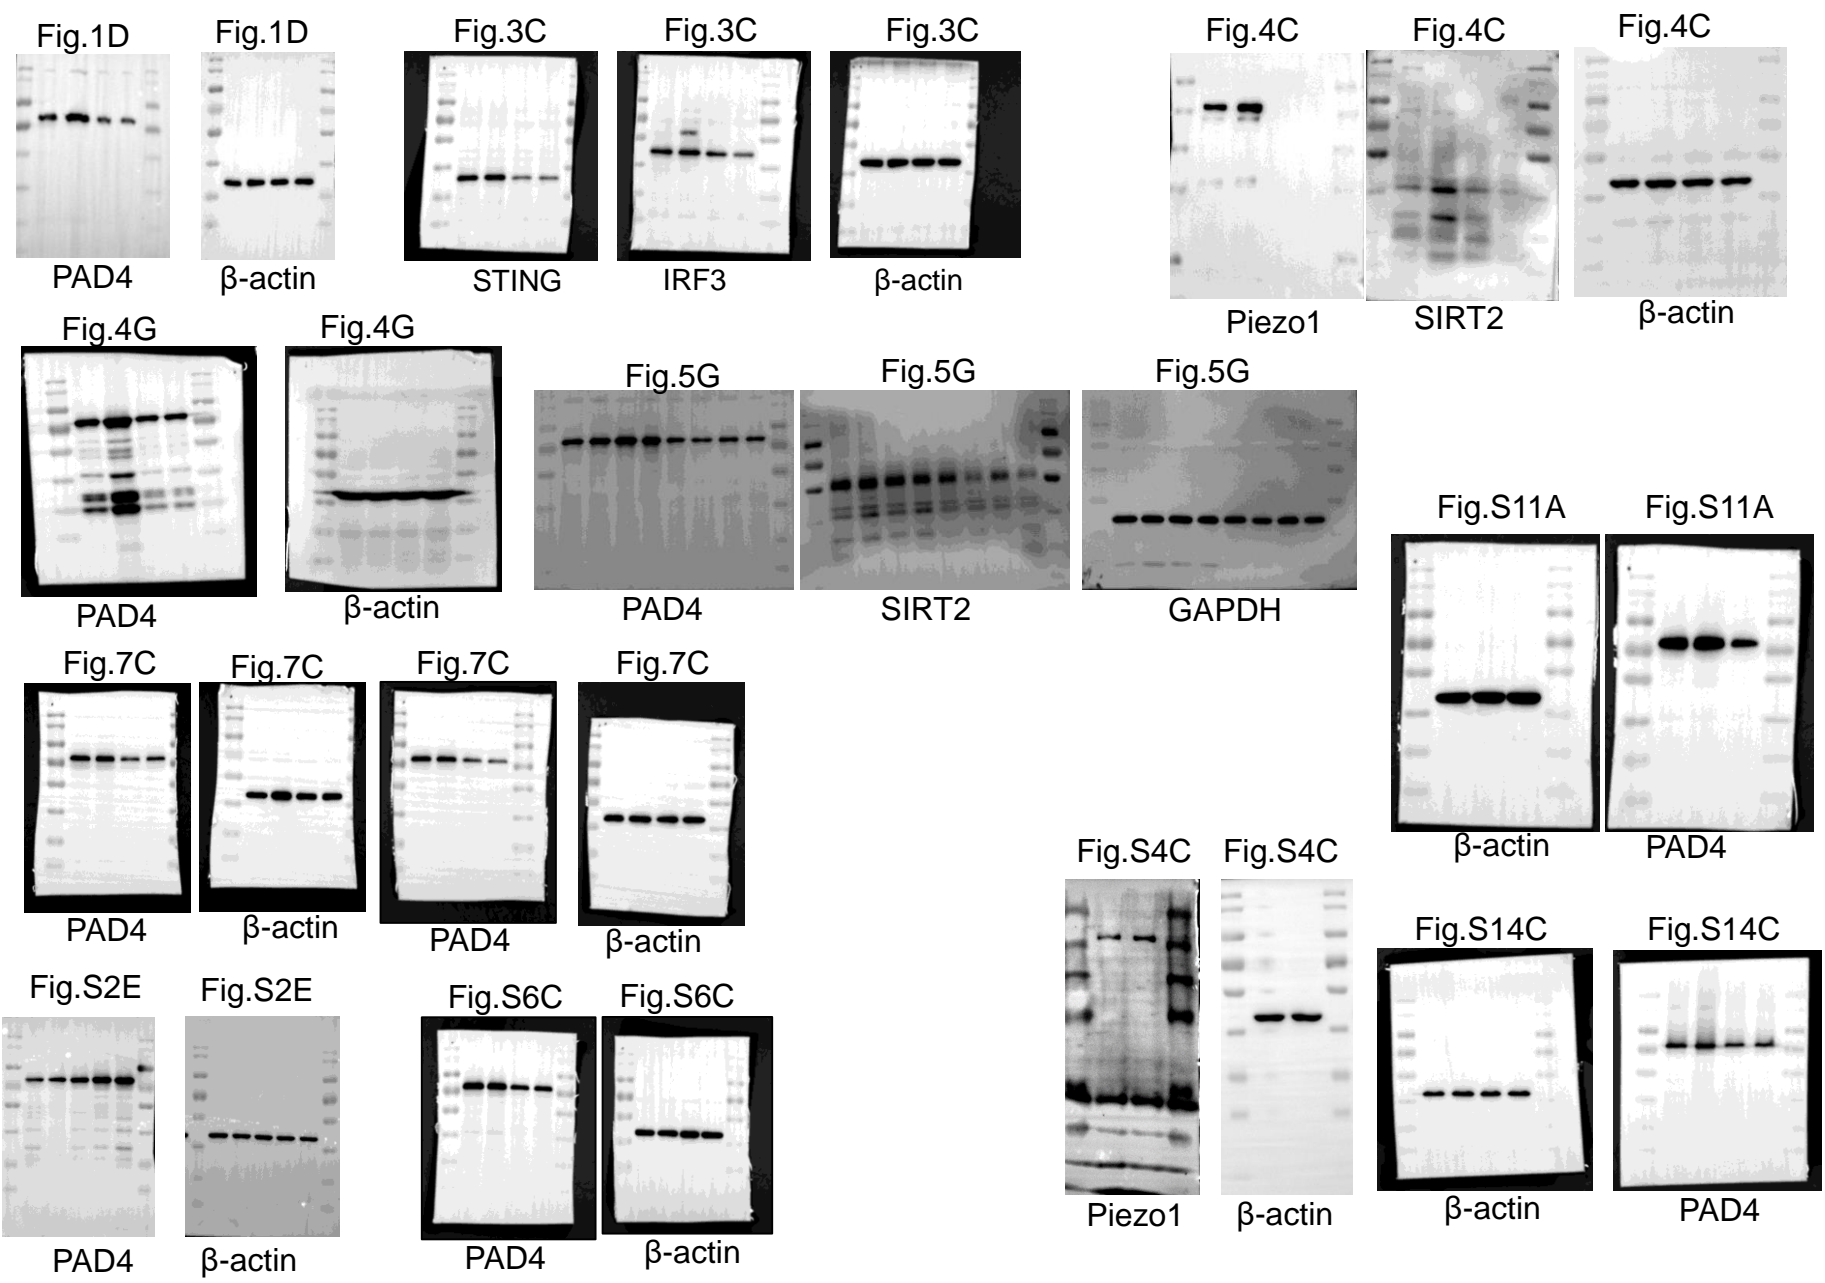 Fig.1D
Fig.1D
Fig.3C
Fig.3C
Fig.3C
Fig.4C
Fig.4C
Fig.4C
PAD4
β-actin
STING
IRF3
β-actin
Piezo1
SIRT2
β-actin
Fig.4G
Fig.4G
Fig.5G
Fig.5G
Fig.5G
PAD4
β-actin
PAD4
SIRT2
GAPDH
Fig.S11A
Fig.S11A
β-actin
PAD4
Fig.7C
Fig.7C
Fig.7C
Fig.7C
PAD4
β-actin
PAD4
β-actin
Fig.S4C
Fig.S4C
Piezo1
β-actin
Fig.S14C
Fig.S14C
β-actin
PAD4
Fig.S2E
Fig.S2E
Fig.S6C
Fig.S6C
PAD4
β-actin
PAD4
β-actin